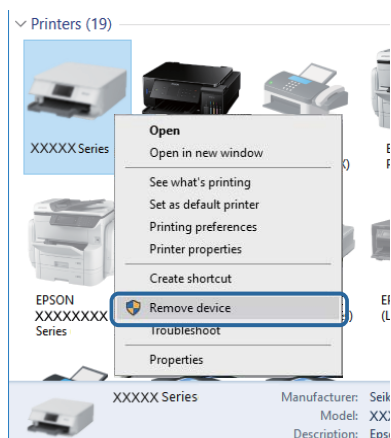 Printers (19)
XXXXX Series
Open
Open in new window
See what's printing
Set as default printer
Printing preferences
Printer properties
Create shortcut
Remove device
Troubleshoot
Properties
EPSON
XXXXXXXX
Series
XXXXX Series
Manufacturer:
Model:
Description: